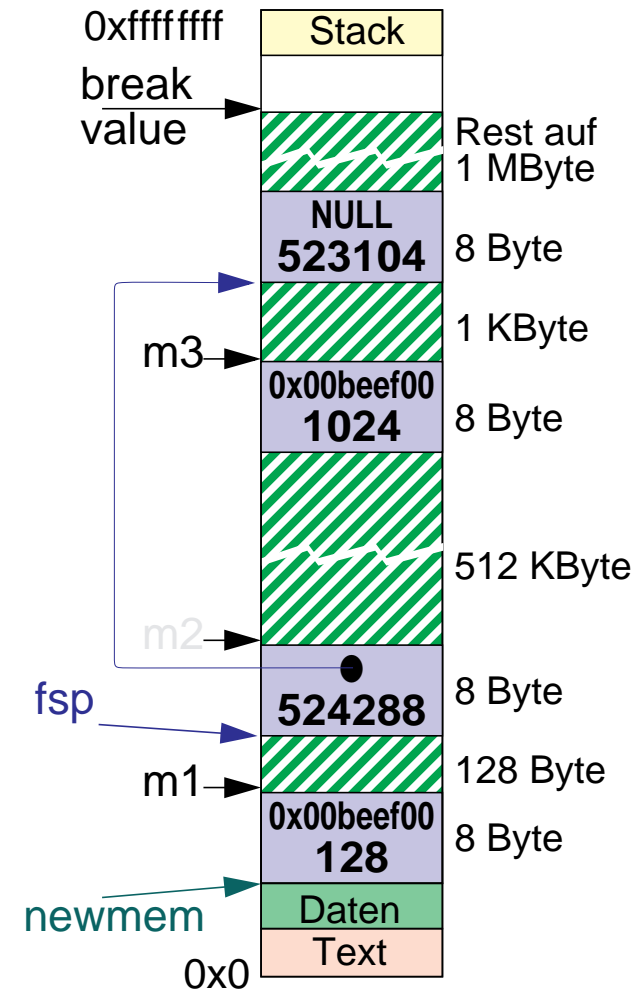 0xffffffff
Stack
break
value
Rest auf
1 MByte
NULL
523104
8 Byte
1 KByte
m3
0x00beef00
1024
8 Byte
512 KByte
m2
fsp
524288
8 Byte
128 Byte
m1
0x00beef00
128
8 Byte
newmem
Daten
Text
0x0